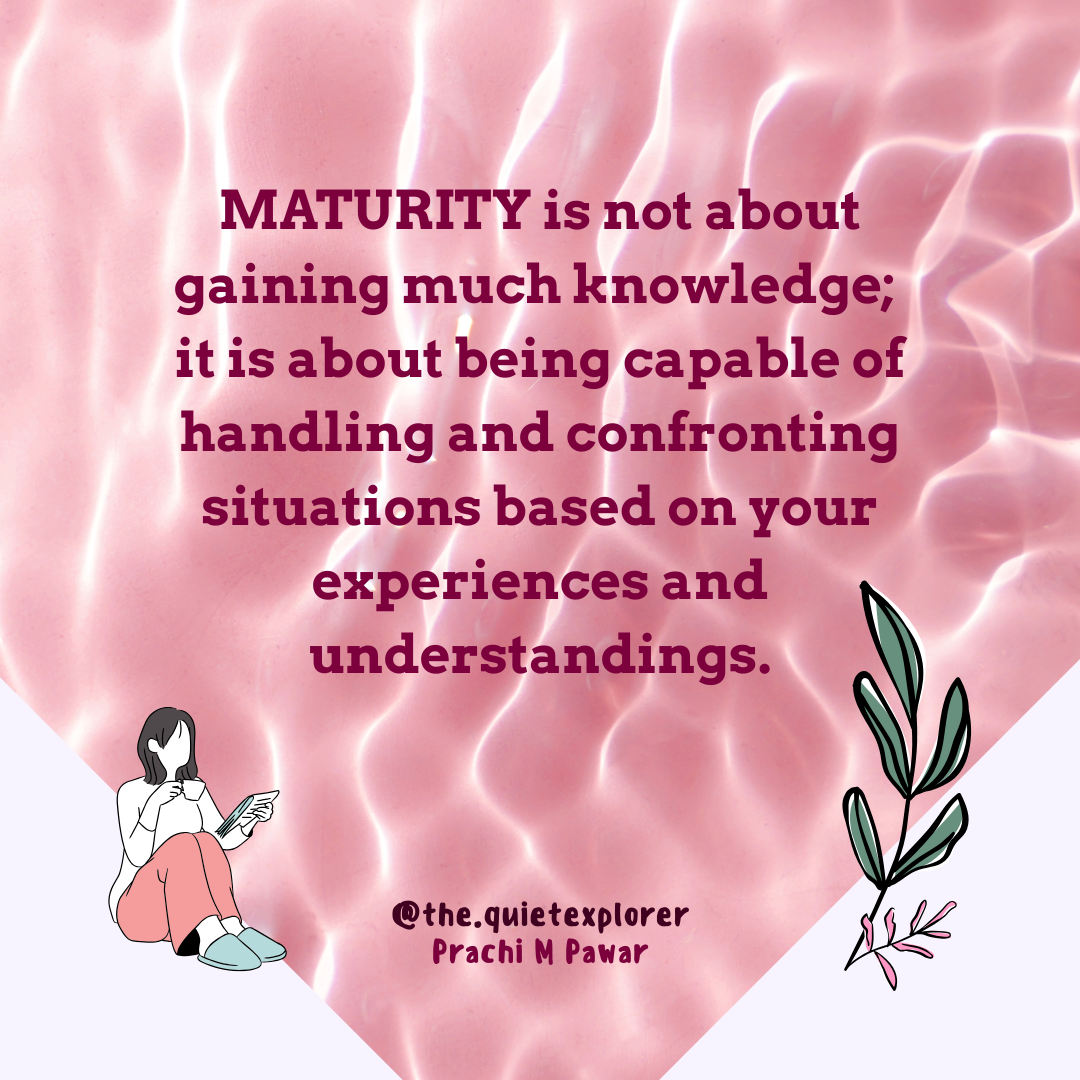 MATURITY is not about
gaining much knowledge;
it is about being capable of
handling and confronting
situations based on your
experiences and
understandings.
@the.quietexplorer
Prachi M Pawar